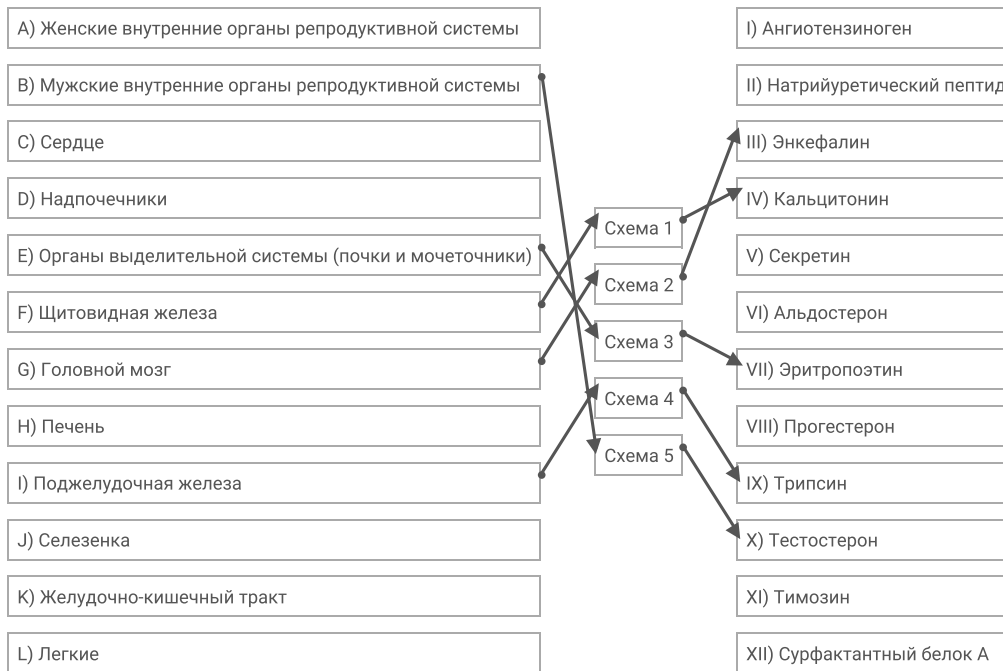 A) Женские внутренние органы репродуктивной системы
B) Мужские внутренние органы репродуктивной системы
C) Сердце
D) Надпочечники
E) Органы выделительной системы (почки и мочеточники)
F) Щитовидная железа
G) Головной мозг
H) Печень
I) Поджелудочная железа
J) Селезенка
K) Желудочно-кишечный тракт
L) Легкие
Схема 1
Схема 2
Схема 3
Схема 4
Схема 5
I) Ангиотензиноген
II) Натрийуретический пептид
III) Энкефалин
IV) Кальцитонин
V) Секретин
VI) Альдостерон
VII) Эритропоэтин
VIII) Прогестерон
IX) Трипсин
X) Тестостерон
XI) Тимозин
XII) Сурфактантный белок А